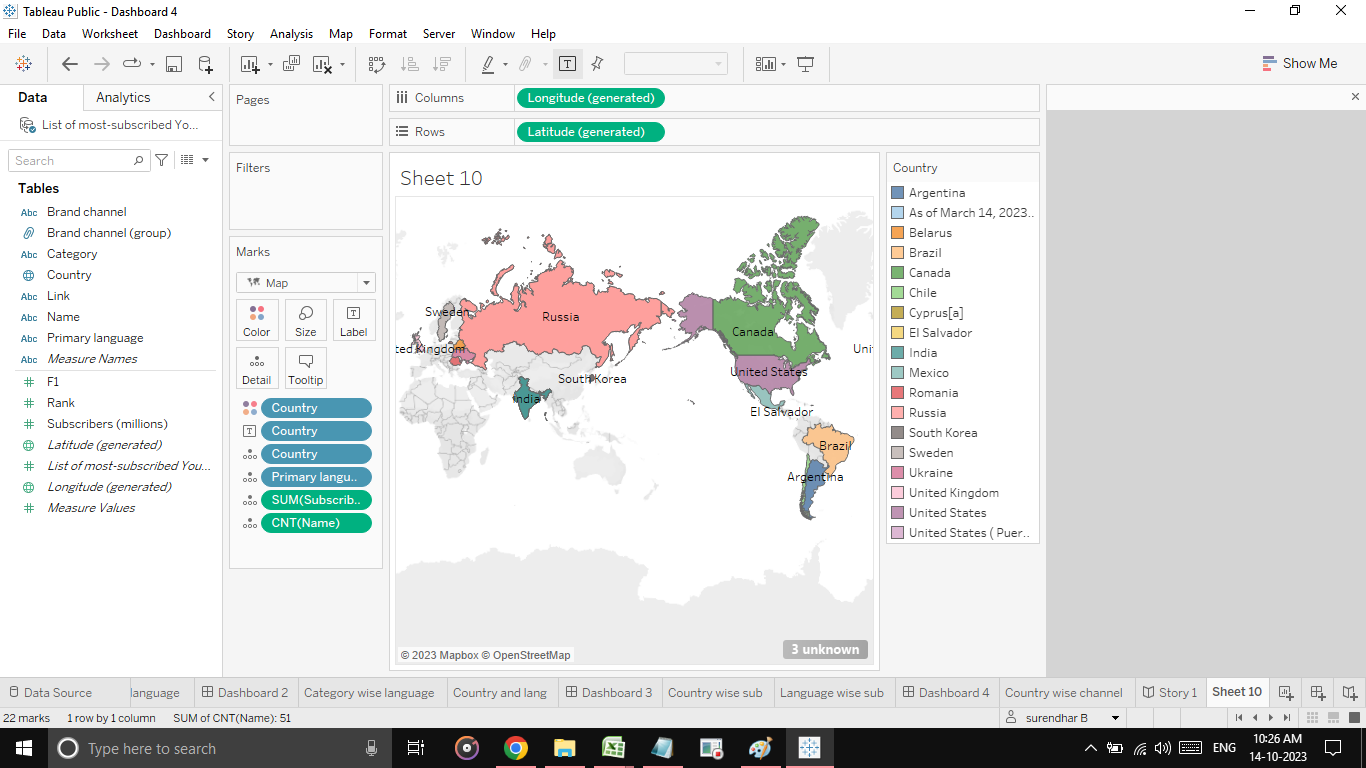 Tableau Public - Dashboard 4
File Data Worksheet Dashboard Story Analysis Map Format Server Window Help
Show Me
Data Analytics
List of most-subscribed Yo...
Search
Tables
Abc Brand channel
Brand channel (group)
Abc Category
Country
Abc Link
Abc Name
Abc Primary language
Abc Measure Names
F1
Rank
Subscribers (millions)
Latitude (generated)
List of most-subscribed You...
Longitude (generated)
Measure Values
Pages
Filters
Marks
Map
Color Size Label
Detail Tooltip
Country
Country
Country
Primary langu..
SUM(Subscrib..
CNT(Name)
Columns Longitude (generated)
Rows Latitude (generated)
Sheet 10
Sweden
Russia
Canada
ted Kingdom
Unit
South Korea
United States
India
El Salvador
Brazil
Argentina
© 2023 Mapbox © OpenStreetMap
3 unknown
Country
Argentina
As of March 14, 2023..
Belarus
Brazil
Canada
Chile
Cyprus[a]
El Salvador
India
Mexico
Romania
Russia
South Korea
Sweden
Ukraine
United Kingdom
United States
United States ( Puer..
Data Source language Dashboard 2 Category wise language Country and lang Dashboard 3 Country wise sub Language wise sub Dashboard 4 Country wise channel Story 1 Sheet 10
22 marks 1 row by 1 column SUM of CNT(Name): 51 surendhar B
Type here to search
ENG
10:26 AM
14-10-2023